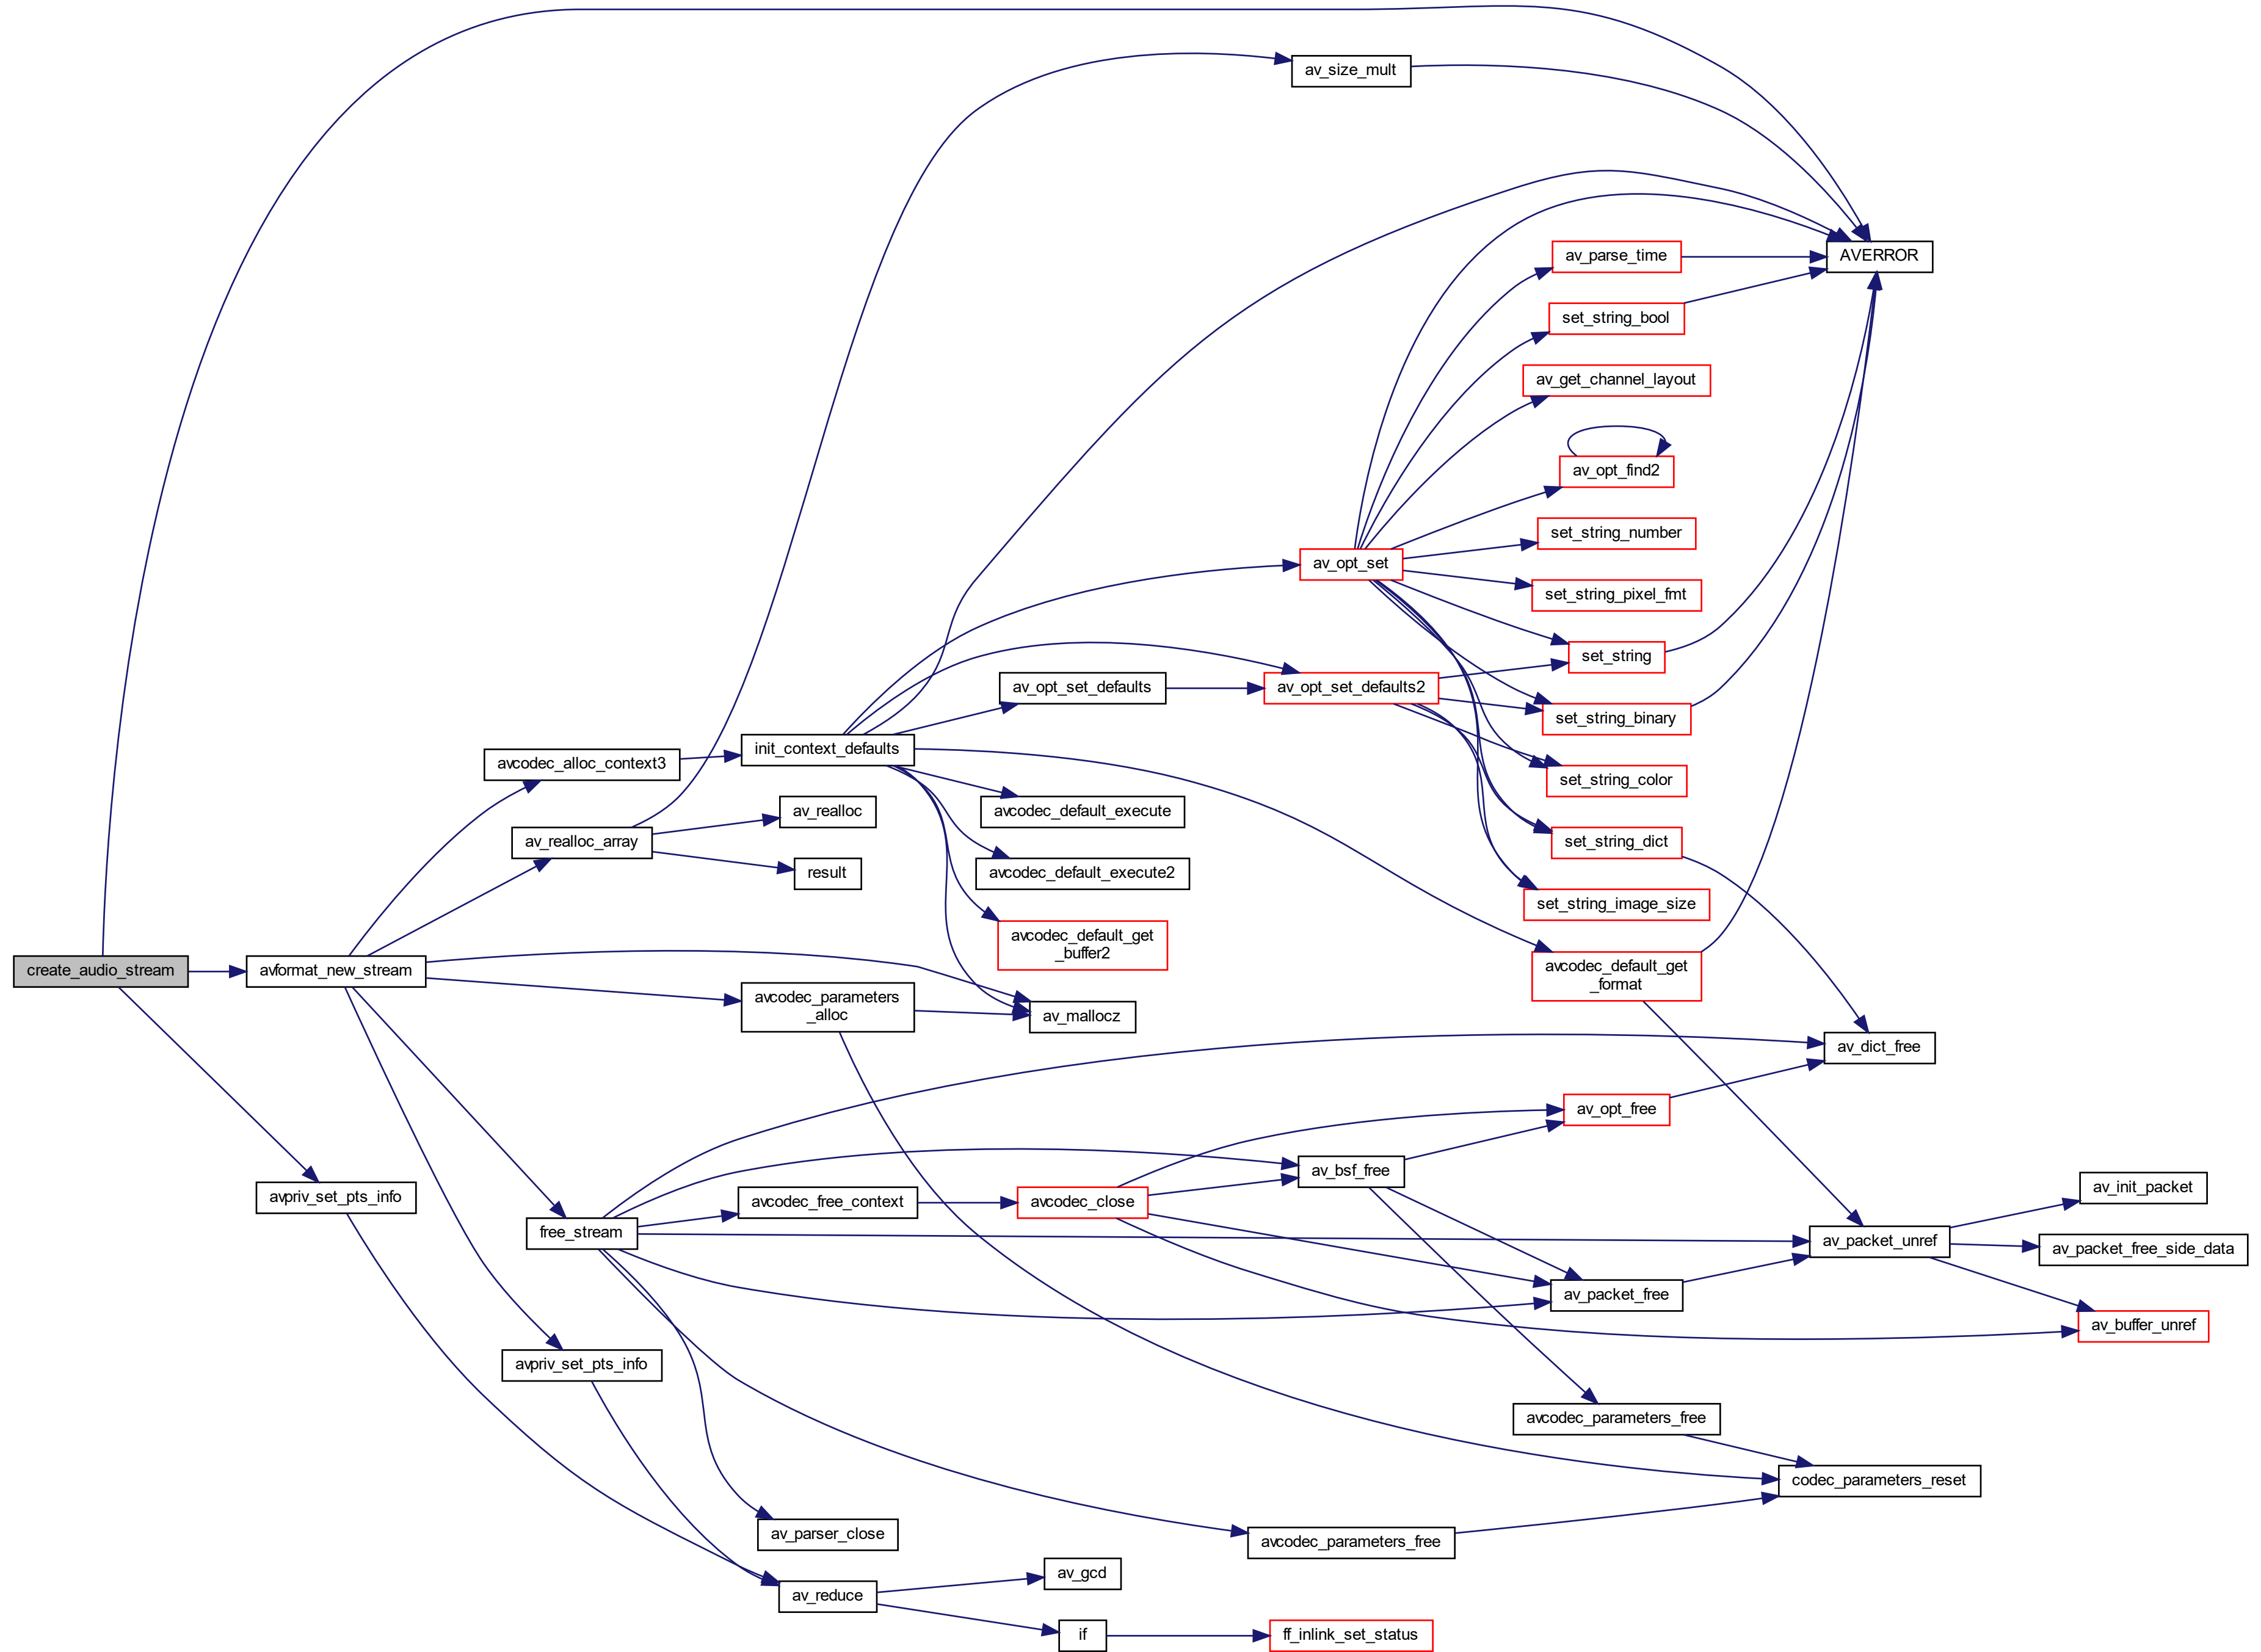 av_size_mult
AVERROR
av_parse_time
set_string_bool
av_get_channel_layout
av_opt_find2
set_string_number
av_opt_set
set_string_pixel_fmt
set_string
av_opt_set_defaults
av_opt_set_defaults2
set_string_binary
init_context_defaults
avcodec_alloc_context3
set_string_color
av_realloc
avcodec_default_execute
av_realloc_array
set_string_dict
result
avcodec_default_execute2
set_string_image_size
avcodec_default_get
_buffer2
create_audio_stream
avformat_new_stream
avcodec_default_get
_format
avcodec_parameters
_alloc
av_mallocz
av_dict_free
av_opt_free
av_bsf_free
av_init_packet
avpriv_set_pts_info
avcodec_free_context
avcodec_close
free_stream
av_packet_unref
av_packet_free_side_data
av_packet_free
av_buffer_unref
avpriv_set_pts_info
avcodec_parameters_free
codec_parameters_reset
av_parser_close
avcodec_parameters_free
av_gcd
av_reduce
if
ff_inlink_set_status